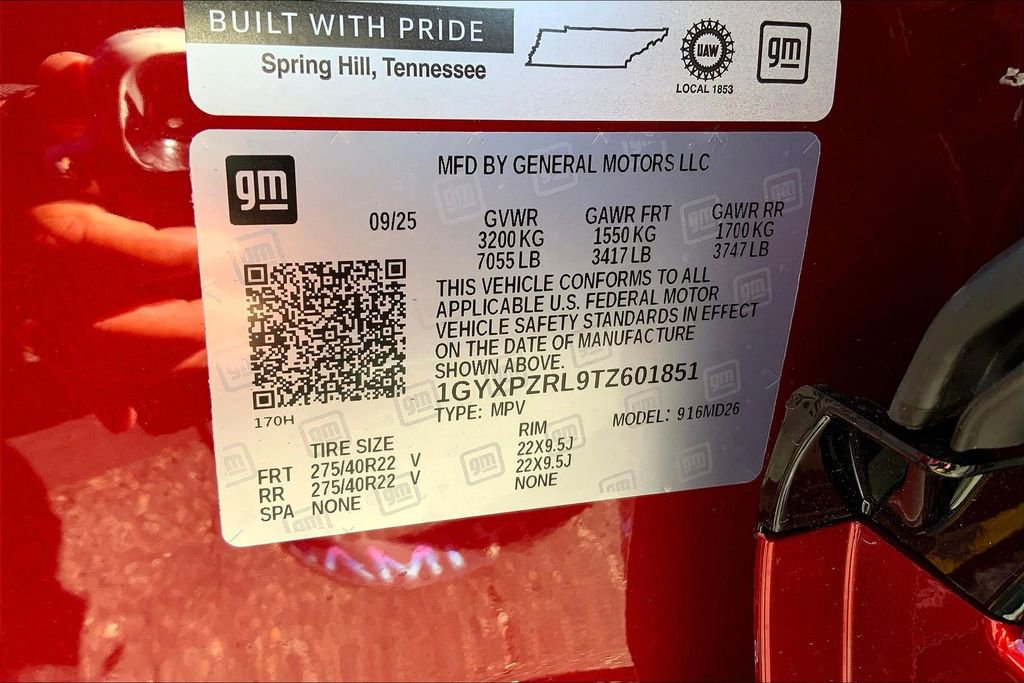 BUILT WITH PRIDE
Spring Hill, Tennessee
UAW
LOCAL 1853
gm
gm
MFD BY GENERAL MOTORS LLC
09/25
GVWR GAWR FRT GAWR RR
3200 KG 1550 KG 1700 KG
7055 LB 3417 LB 3747 LB
THIS VEHICLE CONFORMS TO ALL
APPLICABLE U.S. FEDERAL MOTOR
VEHICLE SAFETY STANDARDS IN EFFECT
ON THE DATE OF MANUFACTURE
SHOWN ABOVE.
1GYXPZRL9TZ601851
TYPE: MPV MODEL: 916MD26
170H
TIRE SIZE RIM
FRT 275/40R22 V 22X9.5J
RR 275/40R22 V 22X9.5J
SPA NONE NONE